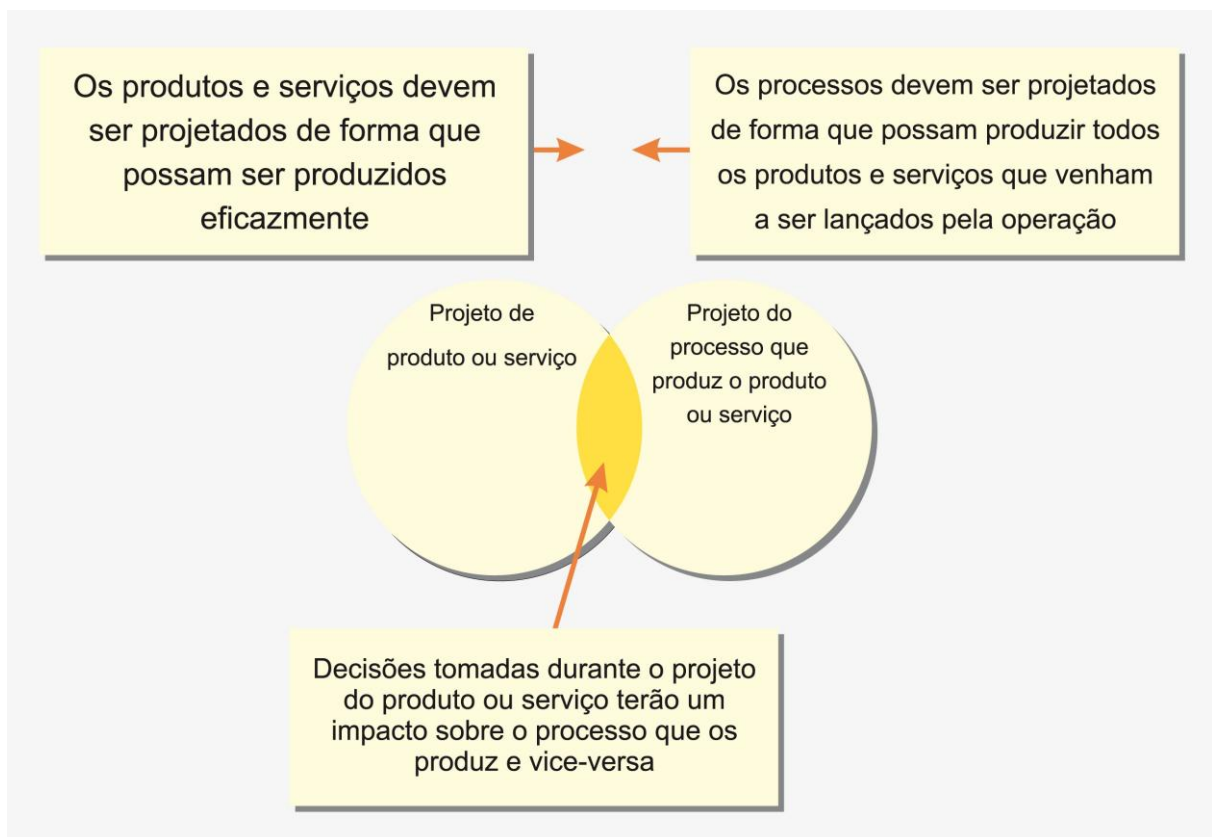 Os produtos e serviços devem
ser projetados de forma que
possam ser produzidos
eficazmente
Os processos devem ser projetados
de forma que possam produzir todos
os produtos e serviços que venham
a ser lançados pela operação
Projeto de
produto ou serviço
Projeto do
processo que
produz o produto
ou serviço
Decisões tomadas durante o projeto
do produto ou serviço terão um
impacto sobre o processo que os
produz e vice-versa